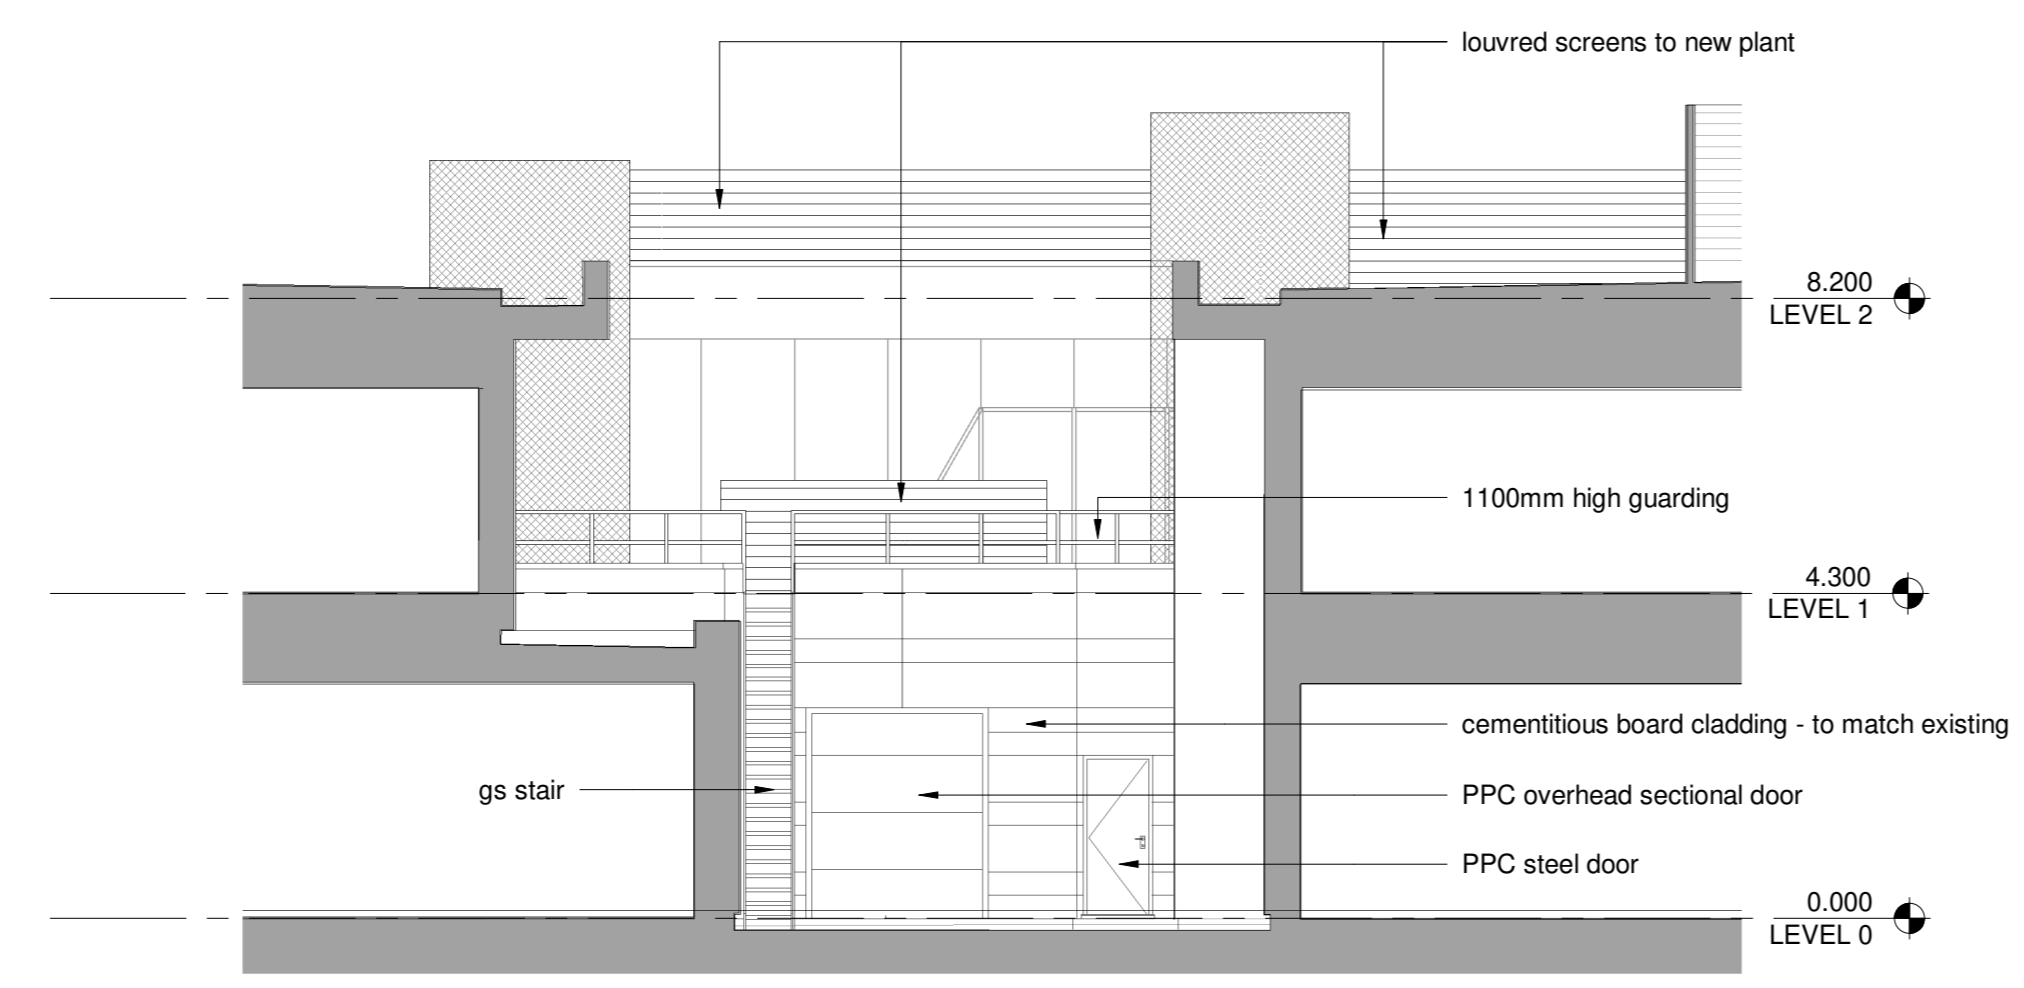 louvred screens to new plant
8.200
LEVEL 2
1100mm high guarding
4.300
LEVEL 1
cementitious board cladding - to match existing
gs stair
PPC overhead sectional door
PPC steel door
0.000
LEVEL 0